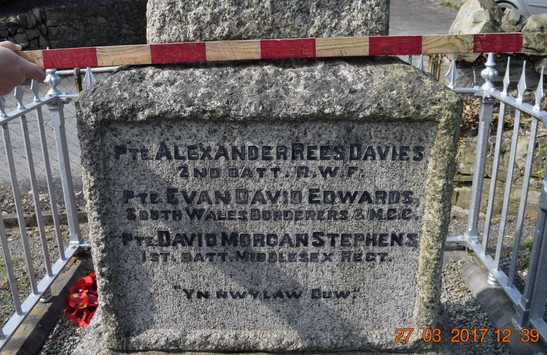 PTE. ALEXANDER REES DAVIES
2ND BATT. R.W.F.
PTE. EVAN DAVID EDWARDS,
SOUTH WALES BORDERERS & M.G.C.
PTE. DAVID MORGAN STEPHENS,
1ST. BATT. MIDDLESEX REGT.
"YN NWYLAW DUW."
27 03 2017 12 39